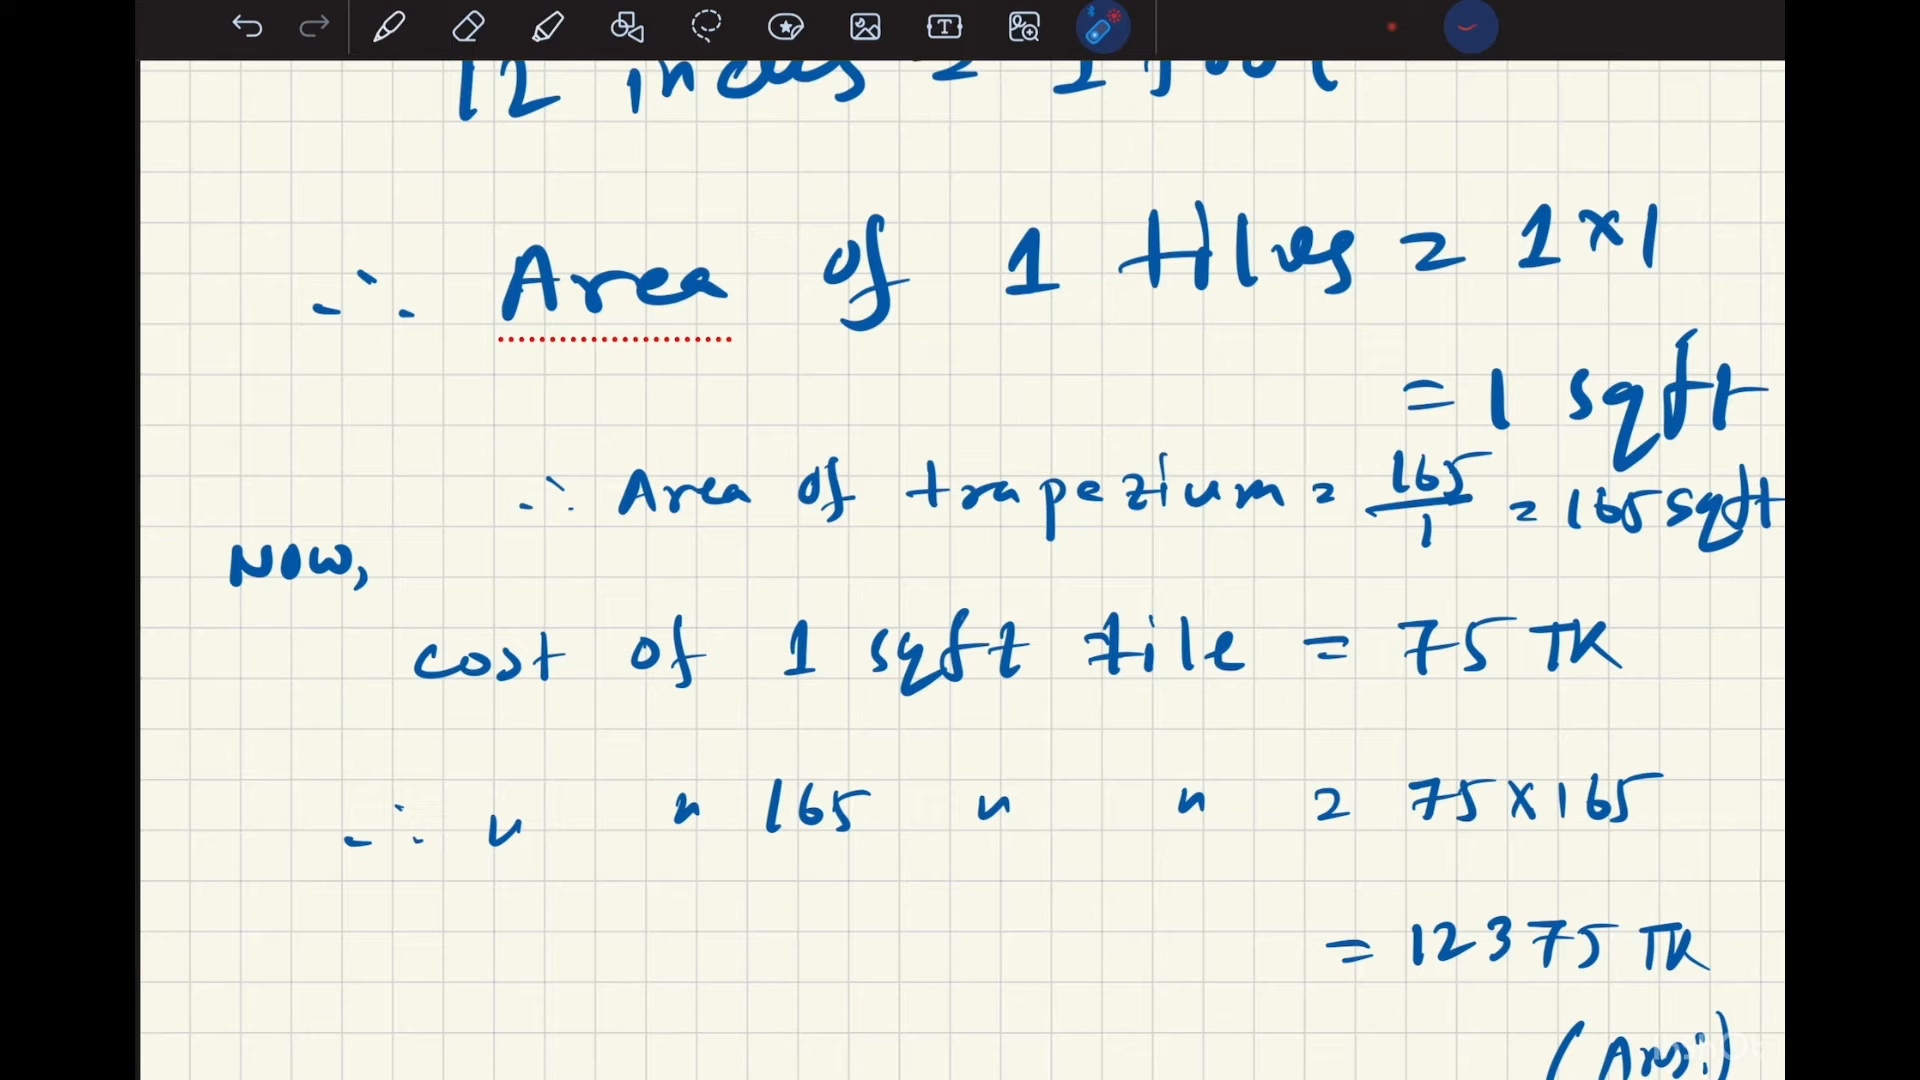 12 inches = 1 foot
∴ Area of 1 tiles = 1×1
= 1 sqft
∴ Area of trapezium = 165/1 = 165 sqft
Now,
cost of 1 sqft tile = 75 TK
∴ " " 165 " " = 75×165
= 12375 TK
(Ans:)